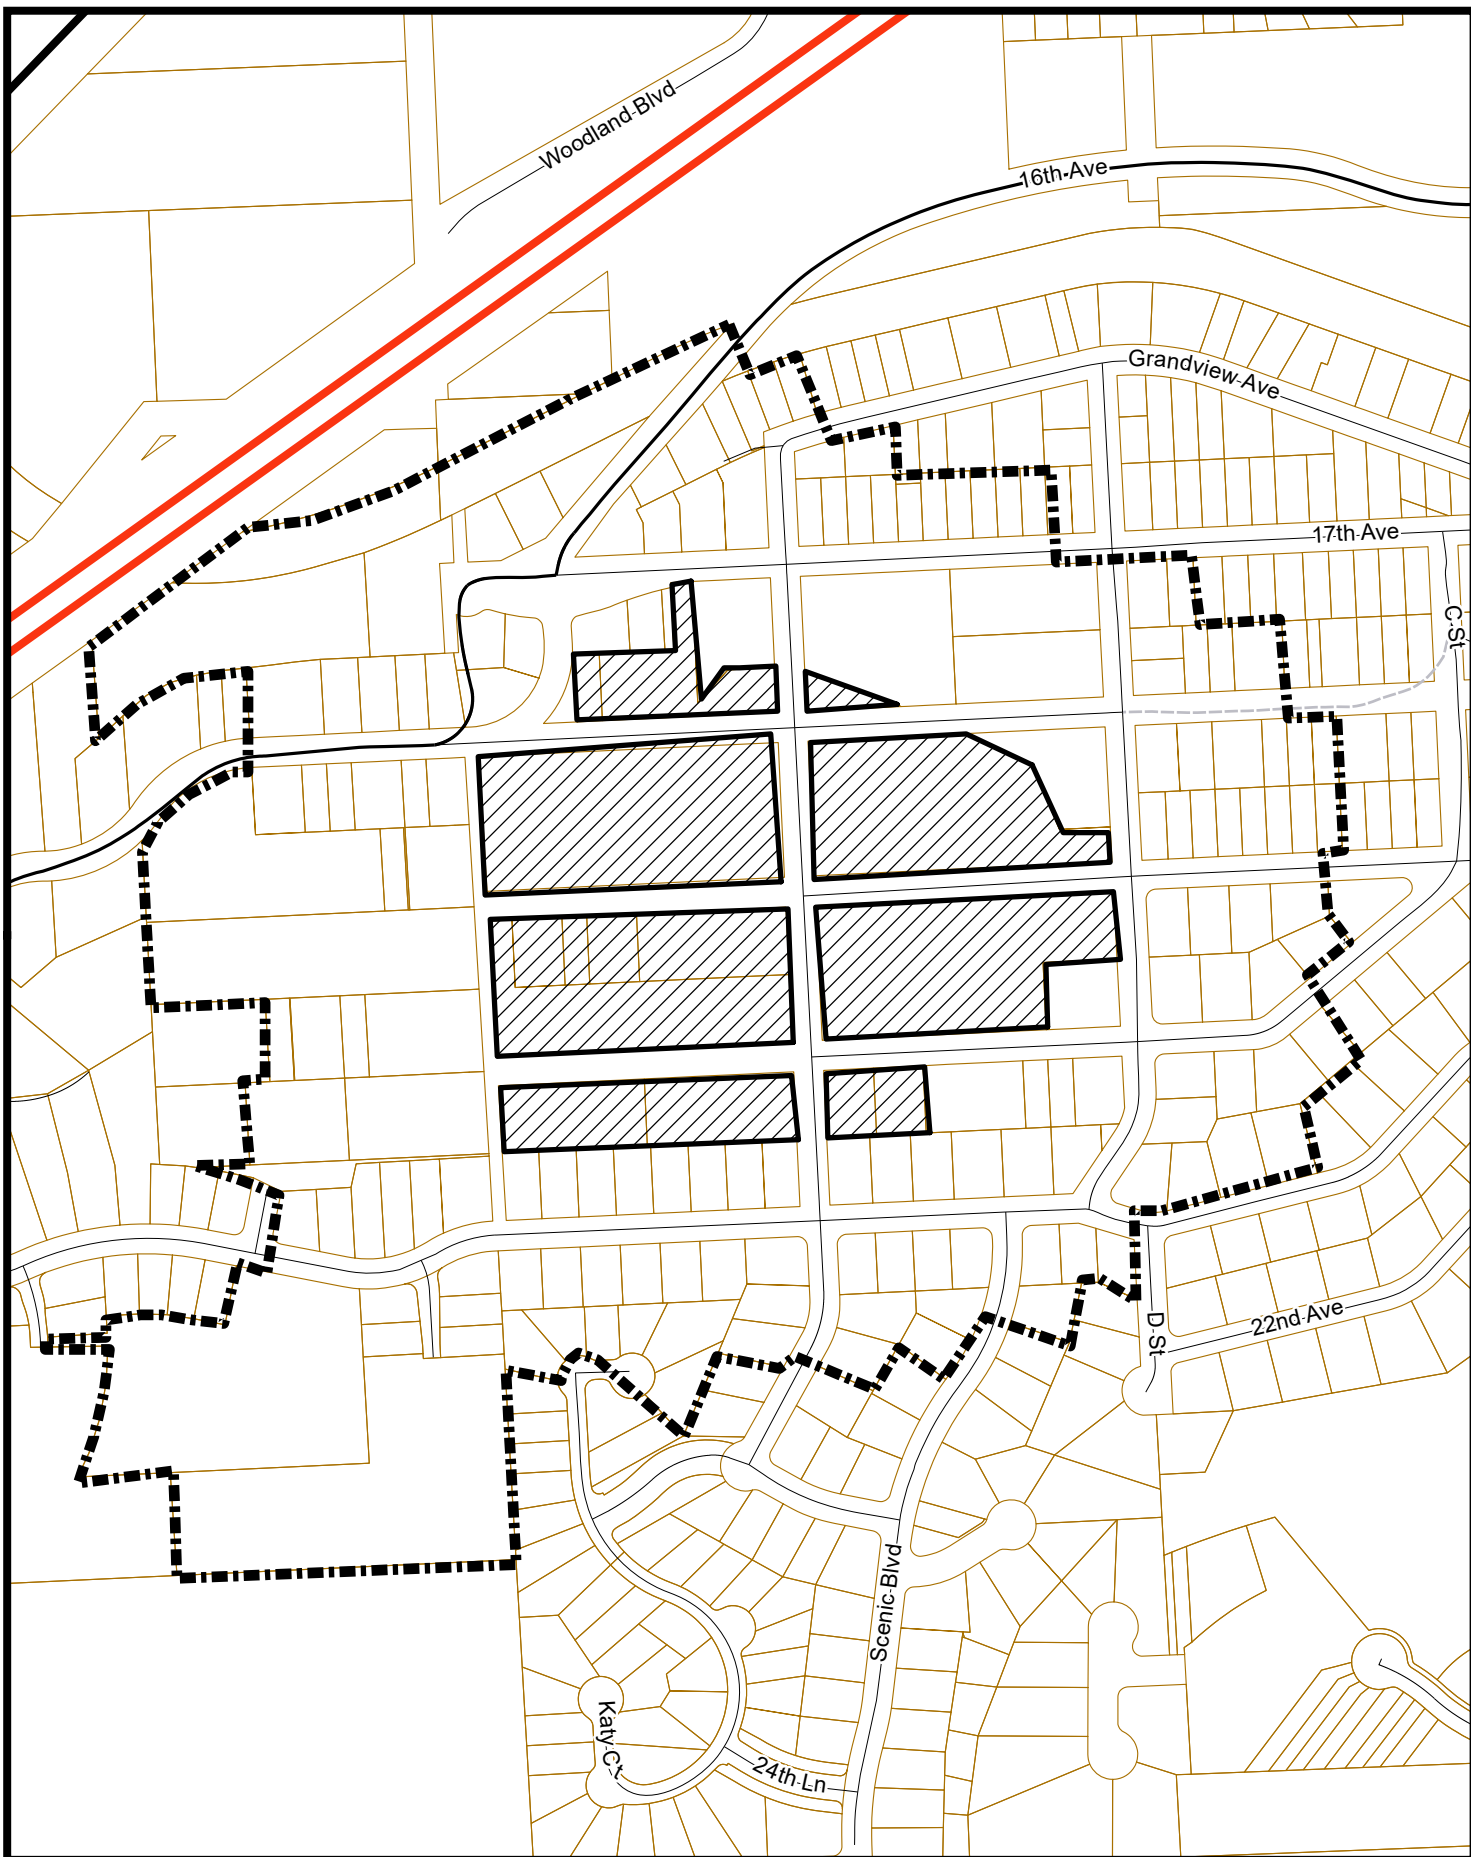 Woodland Blvd
16th Ave
Grandview Ave
17th Ave
C St
22nd Ave
D St
Scenic Blvd
Katy Ct
24th Ln